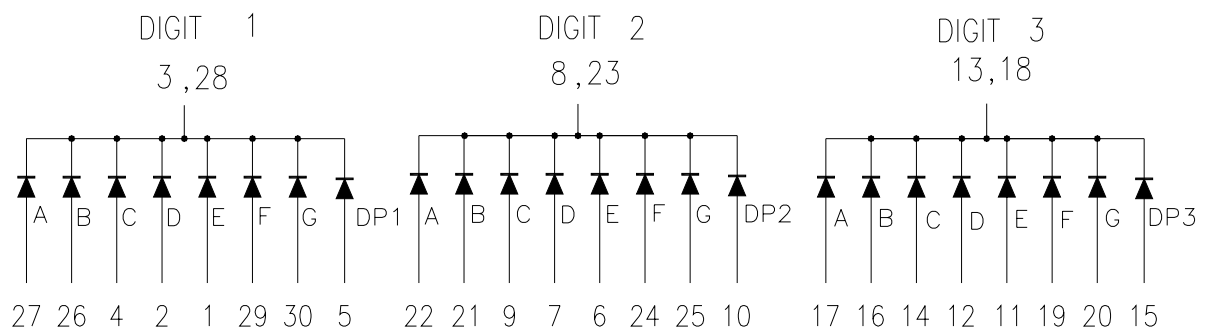 DIGIT 1 DIGIT 2 DIGIT 3
3,28 8,23 13,18
A B C D E F G DP1 A B C D E F G DP2 A B C D E F G DP3
27 26 4 2 1 29 30 5 22 21 9 7 6 24 25 10 17 16 14 12 11 19 20 15